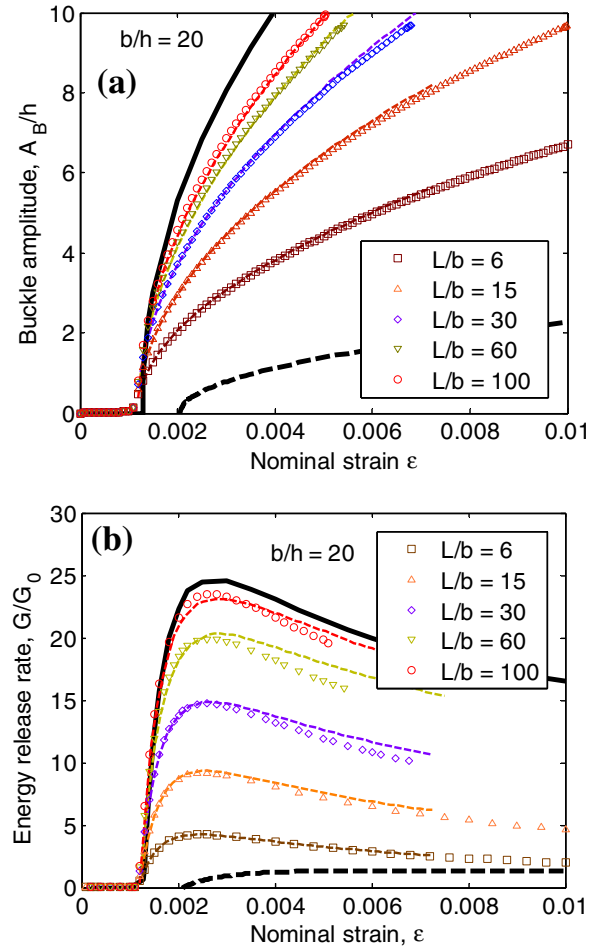 b/h = 20
(a)
10
8
6
4
2
0
Buckle amplitude, A_B/h
L/b = 6
L/b = 15
L/b = 30
L/b = 60
L/b = 100
0 0.002 0.004 0.006 0.008 0.01
Nominal strain ε
(b)
b/h = 20
30
25
20
15
10
5
0
Energy release rate, G/G_0
L/b = 6
L/b = 15
L/b = 30
L/b = 60
L/b = 100
0 0.002 0.004 0.006 0.008 0.01
Nominal strain, ε